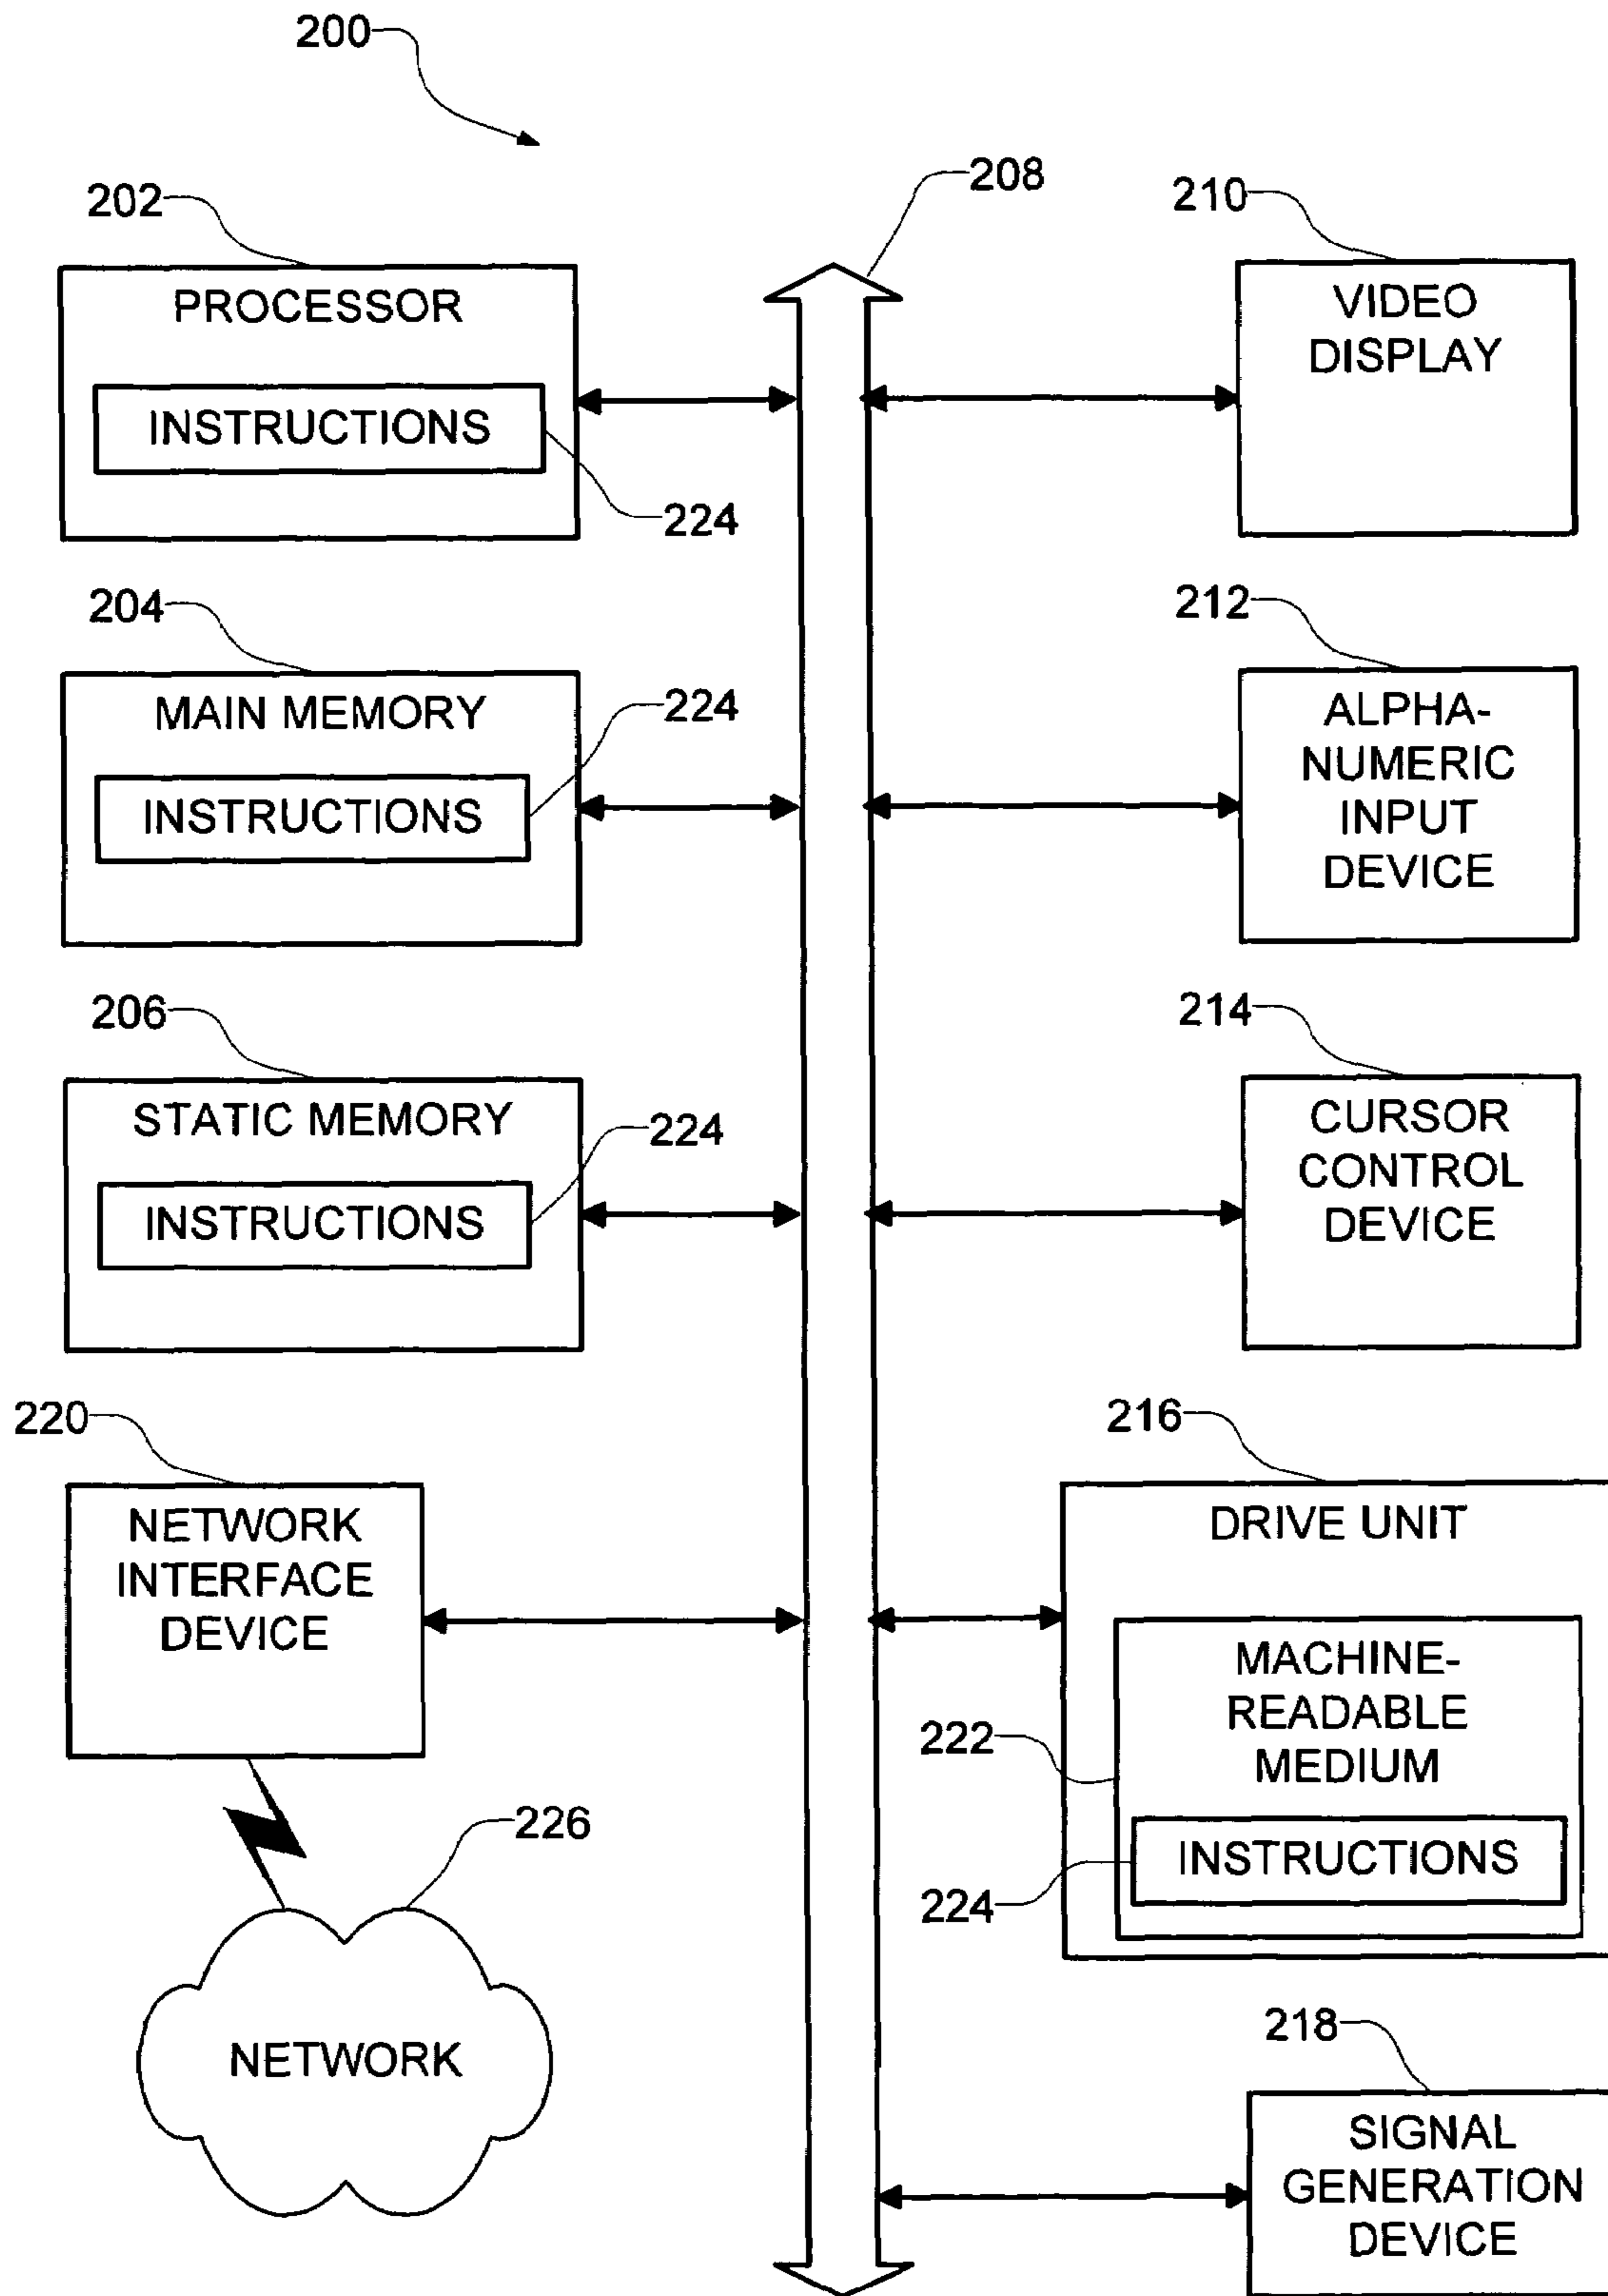 200
208
202
PROCESSOR
INSTRUCTIONS
224
210
VIDEO
DISPLAY
204
MAIN MEMORY
224
INSTRUCTIONS
212
ALPHA-
NUMERIC
INPUT
DEVICE
206
STATIC MEMORY
224
INSTRUCTIONS
214
CURSOR
CONTROL
DEVICE
220
NETWORK
INTERFACE
DEVICE
216
DRIVE UNIT
MACHINE-
READABLE
MEDIUM
222
INSTRUCTIONS
224
226
NETWORK
218
SIGNAL
GENERATION
DEVICE